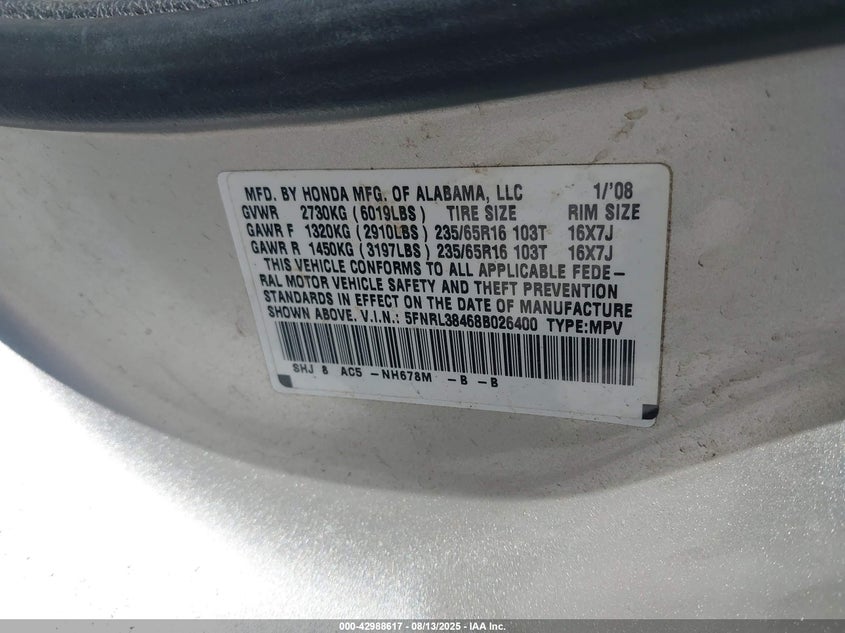 MFD. BY HONDA MFG. OF ALABAMA, LLC 1/'08
GVWR 2730KG (6019LBS) TIRE SIZE RIM SIZE
GAWR F 1320KG (2910LBS) 235/65R16 103T 16X7J
GAWR R 1450KG (3197LBS) 235/65R16 103T 16X7J
THIS VEHICLE CONFORMS TO ALL APPLICABLE FEDE-
RAL MOTOR VEHICLE SAFETY AND THEFT PREVENTION
STANDARDS IN EFFECT ON THE DATE OF MANUFACTURE
SHOWN ABOVE. V.I.N.: 5FNRL38468B026400 TYPE:MPV
SHJ 8 AC5 -NH678M -B -B
000-42988617 - 08/13/2025 - IAA Inc.